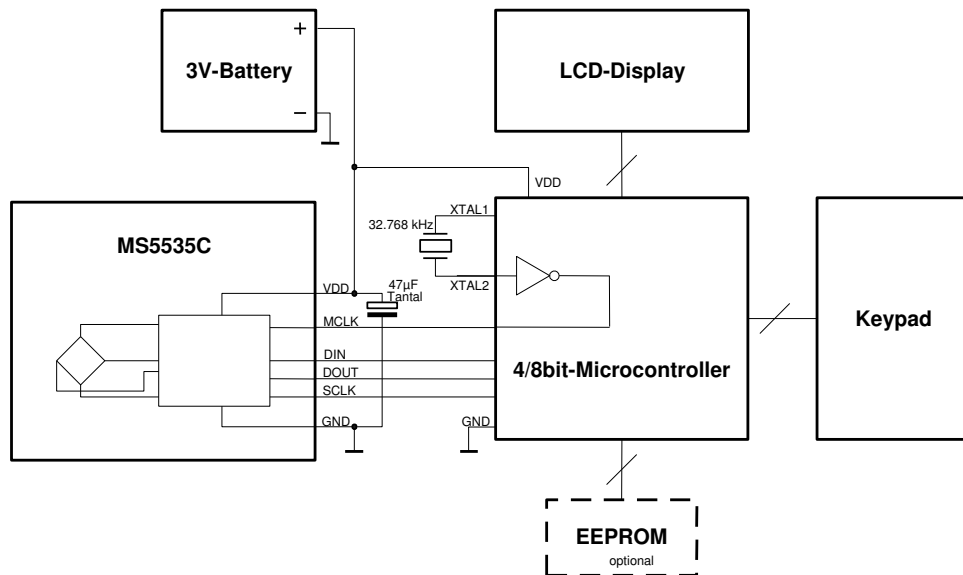 +
3V-Battery
−
LCD-Display
VDD
MS5535C
32.768 kHz
XTAL1
XTAL2
VDD
47µF
Tantal
MCLK
DIN
DOUT
SCLK
GND
GND
4/8bit-Microcontroller
Keypad
EEPROM
optional